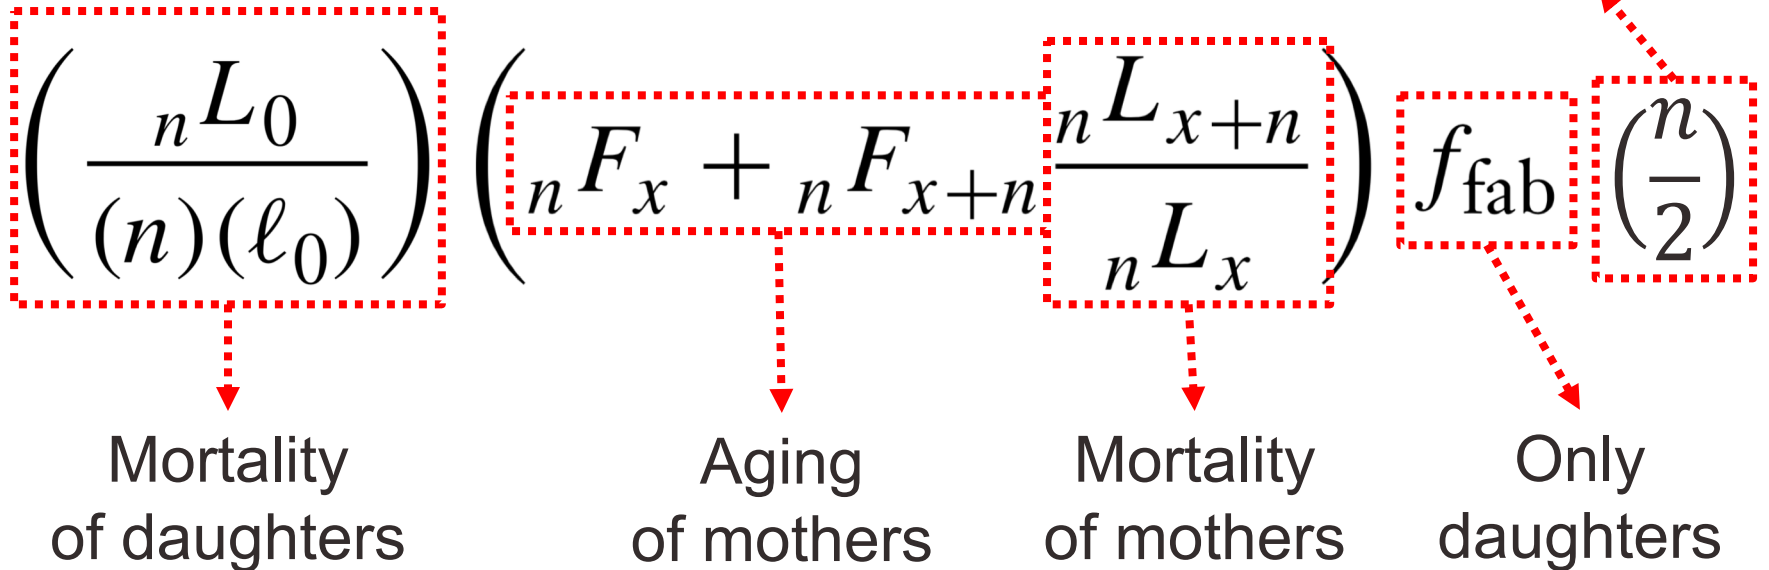 ( nL0 / (n)(ℓ0) ) ( nFx + nFx+n nLx+n / nLx ) ffab (n/2)
Mortality of daughters
Aging of mothers
Mortality of mothers
Only daughters